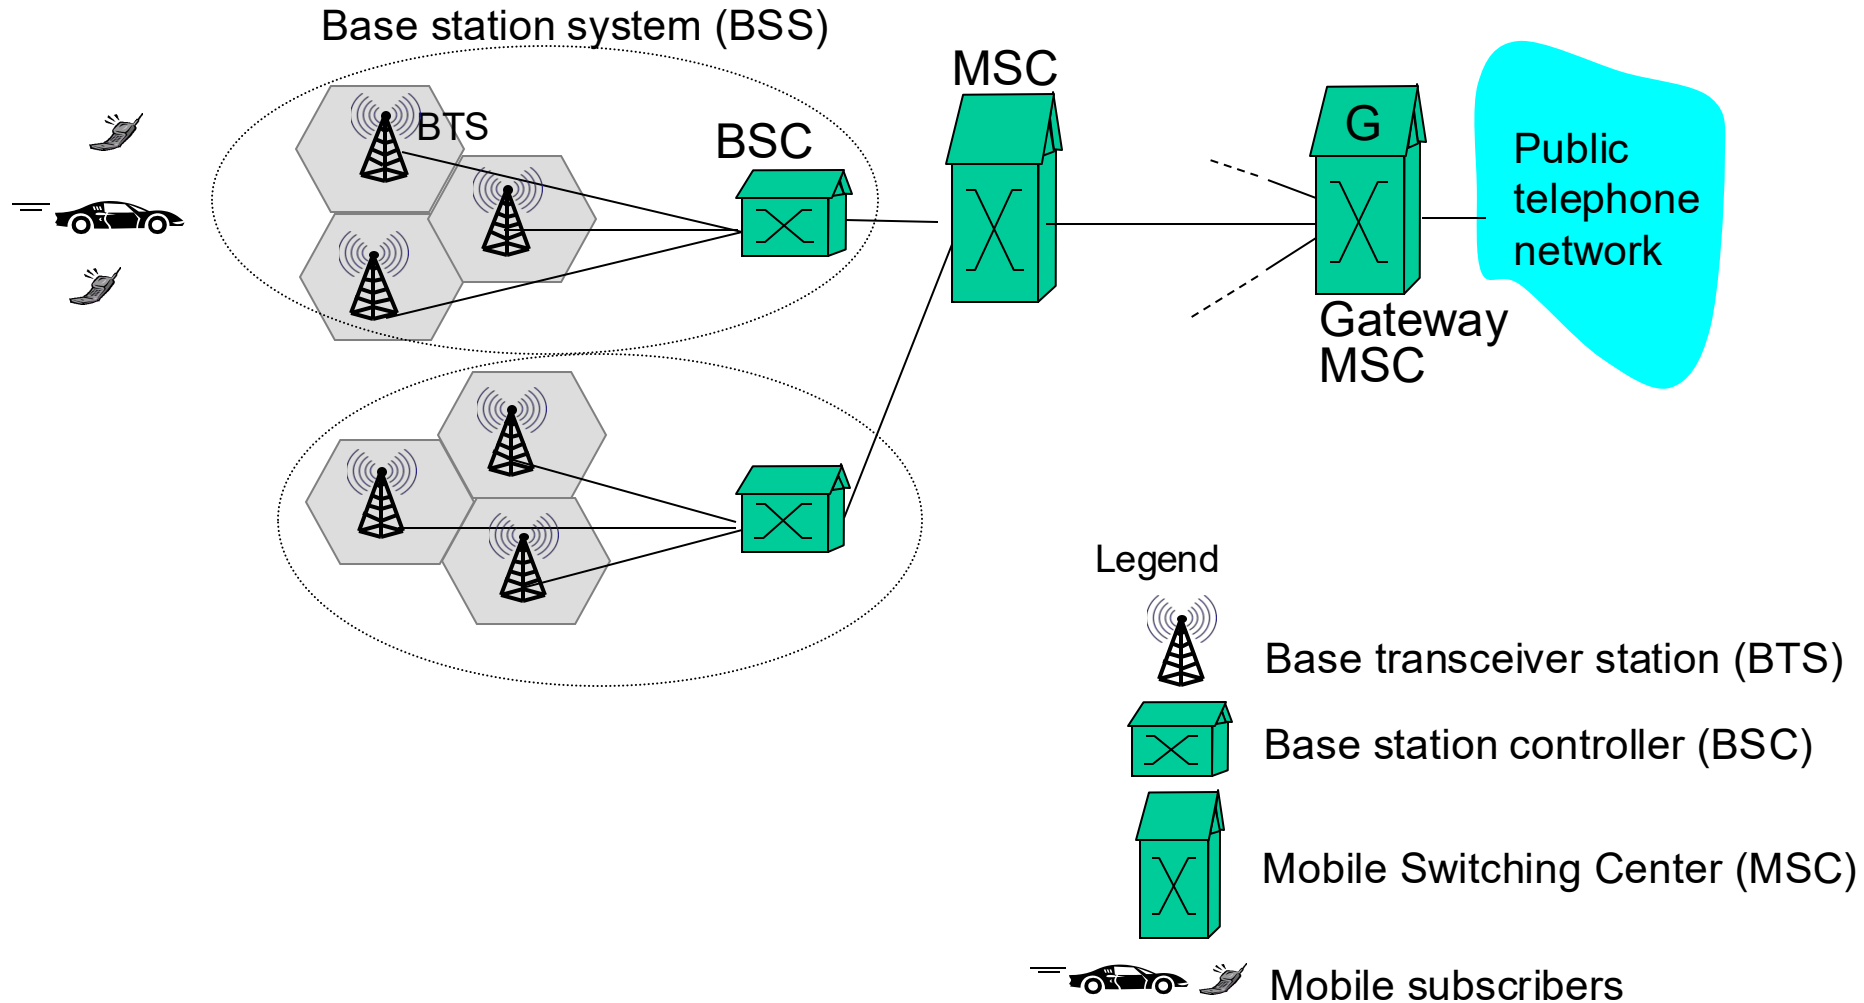 Base station system (BSS)
MSC
BTS
BSC
G
Public
telephone
network
Gateway
MSC
Legend
Base transceiver station (BTS)
Base station controller (BSC)
Mobile Switching Center (MSC)
Mobile subscribers